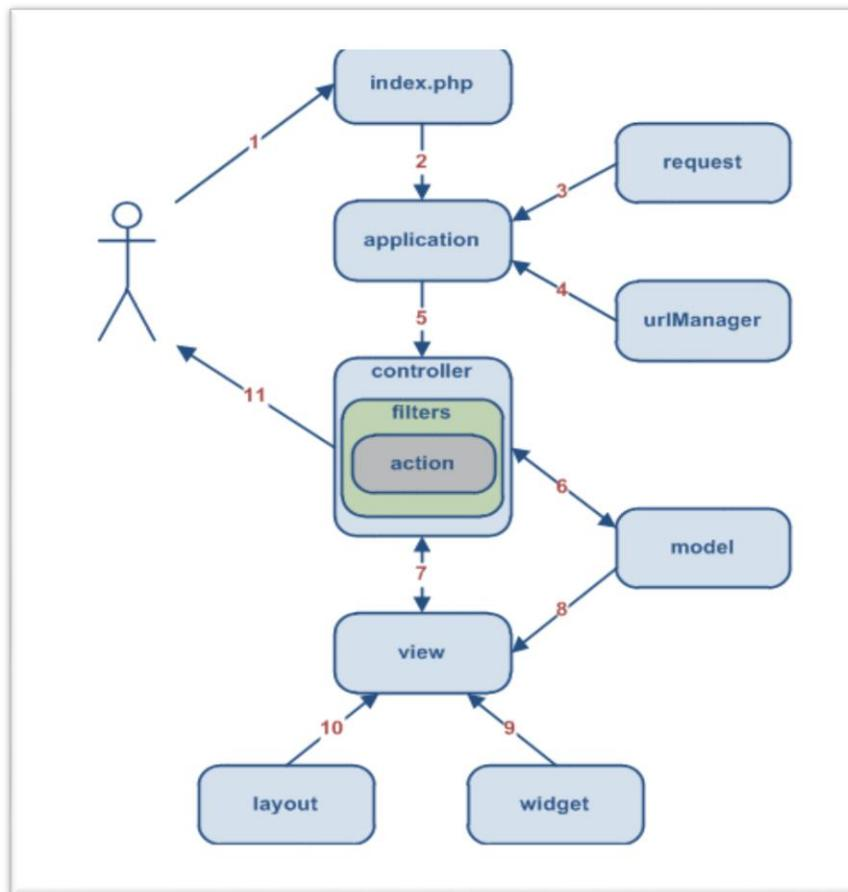 index.php
1
2
request
3
application
4
urlManager
5
controller
filters
action
11
6
model
7
8
view
10
9
layout
widget